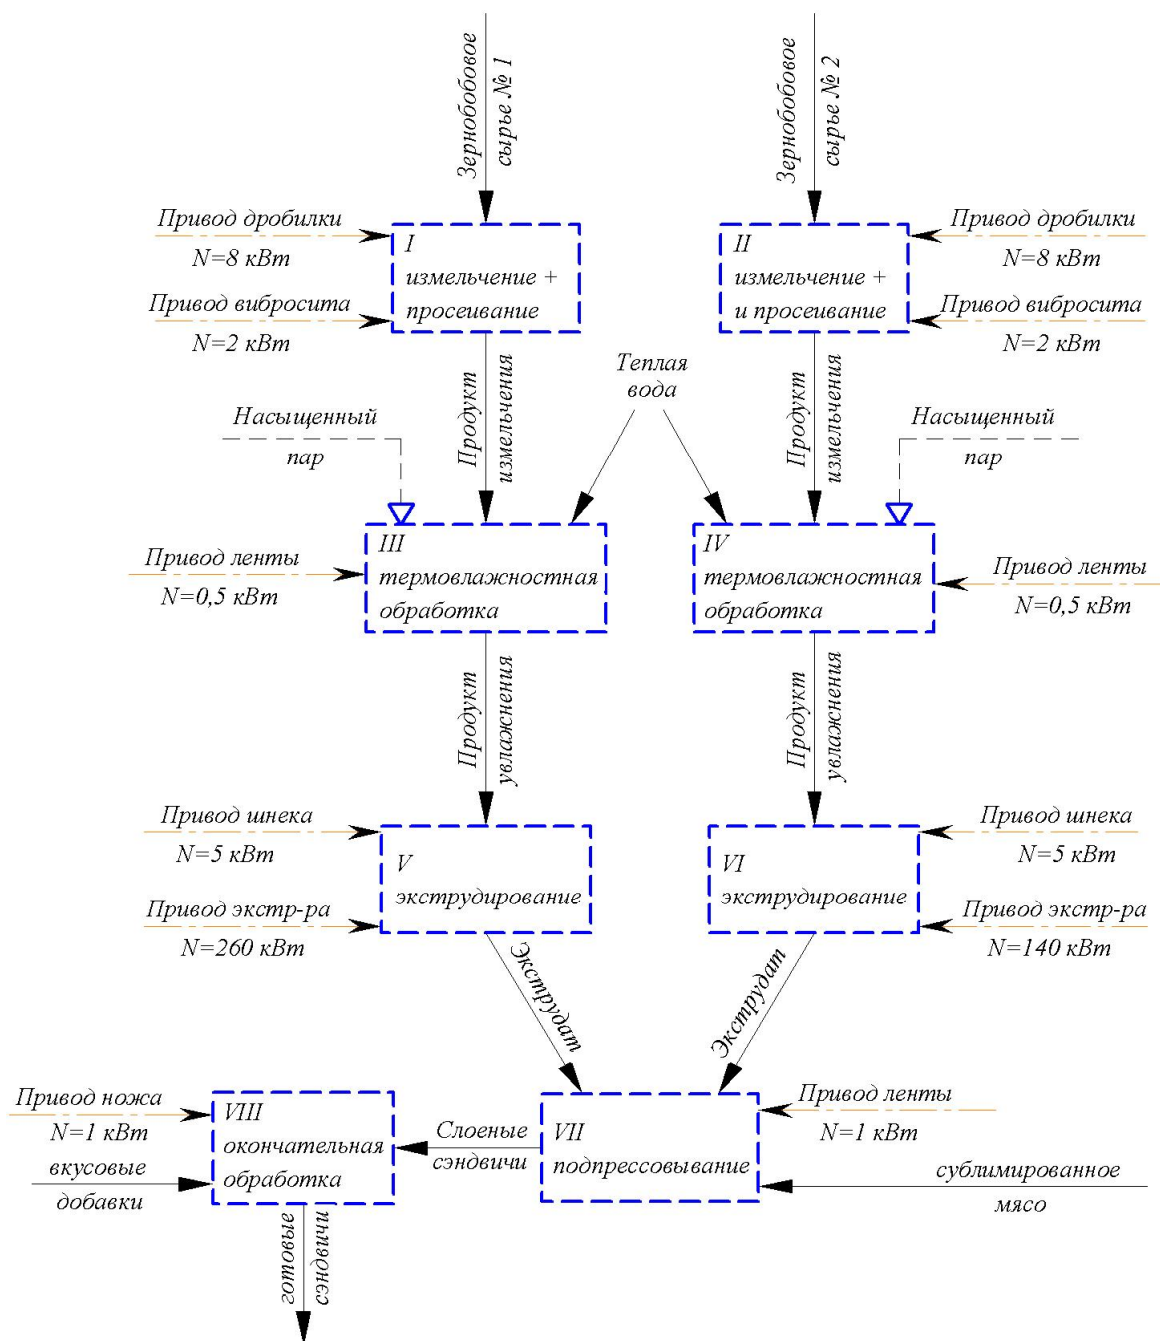 Зернобобовое
сырье № 1
Зернобобовое
сырье № 2
Привод дробилки
N=8 кВт
Привод вибросита
N=2 кВт
I
измельчение +
просеивание
II
измельчение +
и просеивание
Привод дробилки
N=8 кВт
Привод вибросита
N=2 кВт
Продукт
измельчения
Теплая
вода
Продукт
измельчения
Насыщенный
пар
Насыщенный
пар
Привод ленты
N=0,5 кВт
III
термовлажностная
обработка
IV
термовлажностная
обработка
Привод ленты
N=0,5 кВт
Продукт
увлажнения
Продукт
увлажнения
Привод шнека
N=5 кВт
Привод экстр-ра
N=260 кВт
V
экструдирование
VI
экструдирование
Привод шнека
N=5 кВт
Привод экстр-ра
N=140 кВт
Экструдат
Экструдат
Привод ножа
N=1 кВт
вкусовые
добавки
VIII
окончательная
обработка
Слоеные
сэндвичи
VII
подпрессовывание
Привод ленты
N=1 кВт
сублимированное
мясо
готовые
сэндвичи